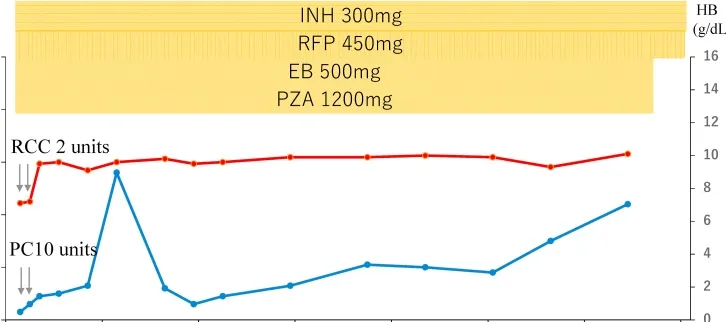 INH 300mg
RFP 450mg
EB 500mg
PZA 1200mg
HB
(g/dL
16
14
12
RCC 2 units
10
8
6
PC10 units
4
2
0